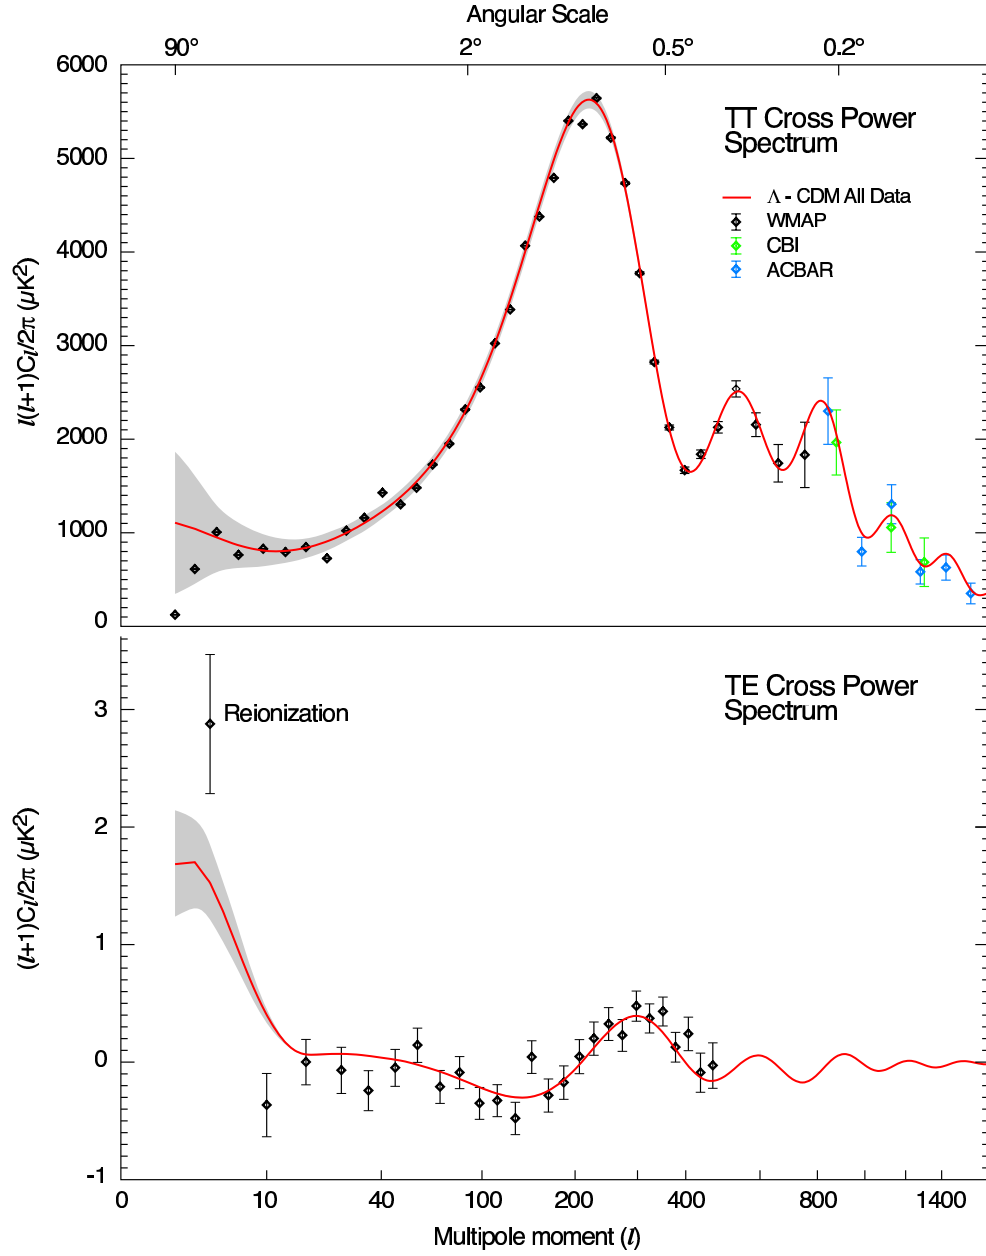 Angular Scale
90° 2° 0.5° 0.2°
6000
5000
4000
3000
2000
1000
0
l(l+1)Cl/2π (μK²)
TT Cross Power
Spectrum
Λ - CDM All Data
WMAP
CBI
ACBAR
TE Cross Power
Spectrum
Reionization
3
2
1
0
-1
(l+1)Cl/2π (μK²)
0 10 40 100 200 400 800 1400
Multipole moment (l)